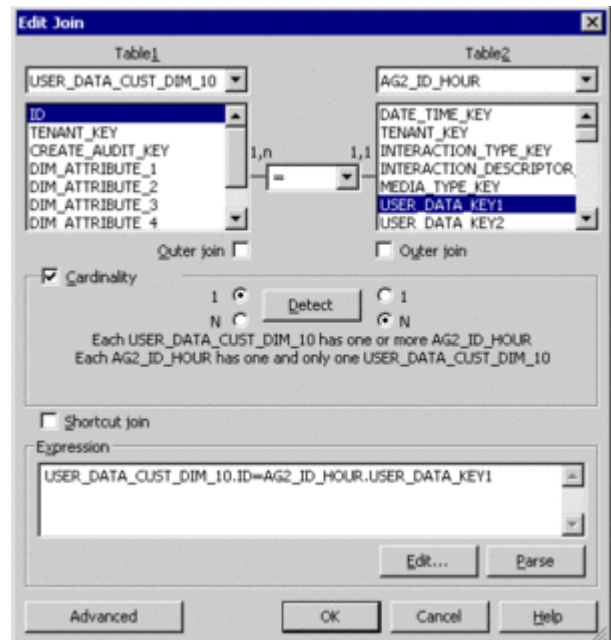 Edit Join
Table1 Table2
USER_DATA_CUST_DIM_10 AG2_ID_HOUR
ID DATE_TIME_KEY
TENANT_KEY TENANT_KEY
CREATE_AUDIT_KEY INTERACTION_TYPE_KEY
DIM_ATTRIBUTE_1 INTERACTION_DESCRIPTOR_
DIM_ATTRIBUTE_2 MEDIA_TYPE_KEY
DIM_ATTRIBUTE_3 USER_DATA_KEY1
DIM_ATTRIBUTE_4 USER_DATA_KEY2
1,n = 1,1
Outer join Outer join
Cardinality
1 Detect 1
N N
Each USER_DATA_CUST_DIM_10 has one or more AG2_ID_HOUR
Each AG2_ID_HOUR has one and only one USER_DATA_CUST_DIM_10
Shortcut join
Expression
USER_DATA_CUST_DIM_10.ID=AG2_ID_HOUR.USER_DATA_KEY1
Edit... Parse
Advanced OK Cancel Help